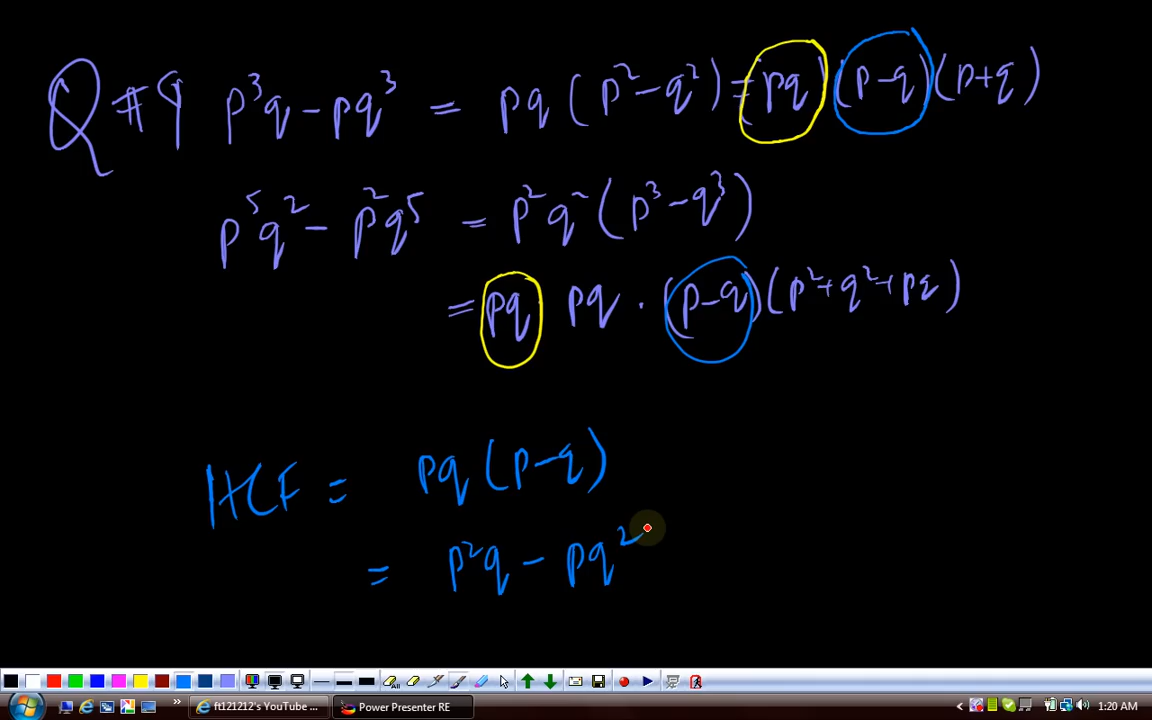 Q #9 p³q - pq³ = pq (p² - q²) = (pq) (p-q) (p+q)
p⁵q² - p²q⁵ = p²q² (p³ - q³)
= pq pq · (p-q) (p² + q² + pq)
HCF = pq (p-q)
= p²q - pq²
ft121212's YouTube ... Power Presenter RE 1:20 AM